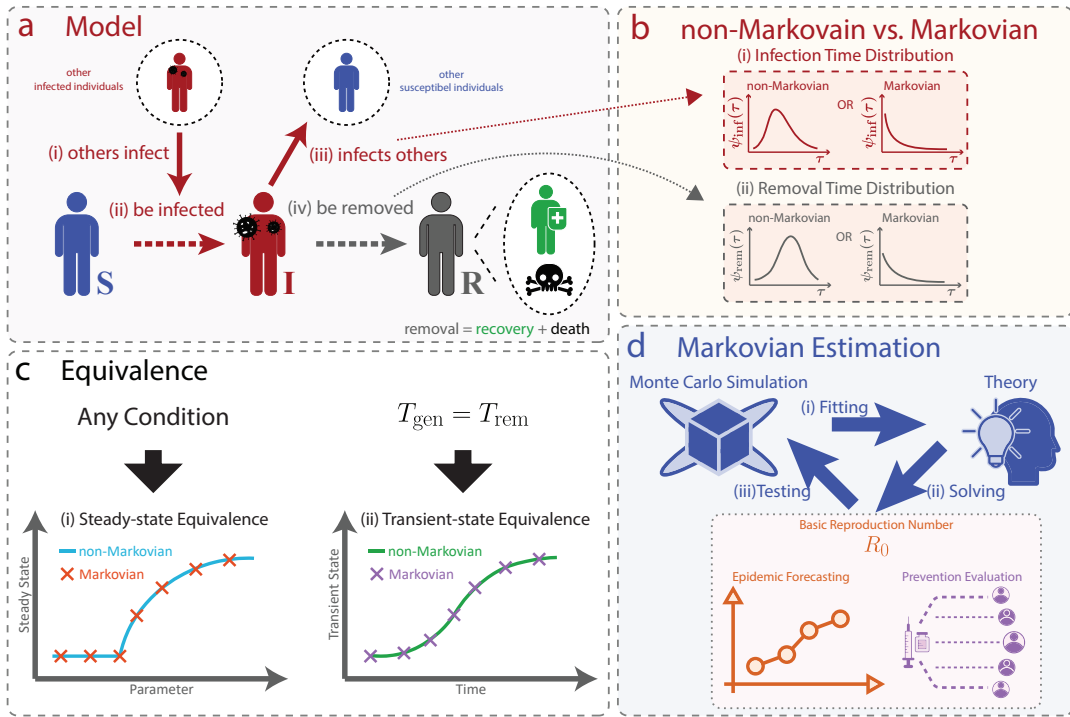 a Model
other
infected individuals
other
susceptibel individuals
(i) others infect
(iii) infects others
(ii) be infected
(iv) be removed
S
I
R
removal = recovery + death
b non-Markovain vs. Markovian
(i) Infection Time Distribution
non-Markovian
OR
Markovian
ψinf(τ)
τ
ψinf(τ)
τ
(ii) Removal Time Distribution
non-Markovian
OR
Markovian
ψrem(τ)
τ
ψrem(τ)
τ
c Equivalence
Any Condition
Tgen = Trem
(i) Steady-state Equivalence
non-Markovian
Markovian
Steady State
Parameter
(ii) Transient-state Equivalence
non-Markovian
Markovian
Transient State
Time
d Markovian Estimation
Monte Carlo Simulation
Theory
(i) Fitting
(iii)Testing
(ii) Solving
Basic Reproduction Number
R0
Epidemic Forecasting
Prevention Evaluation